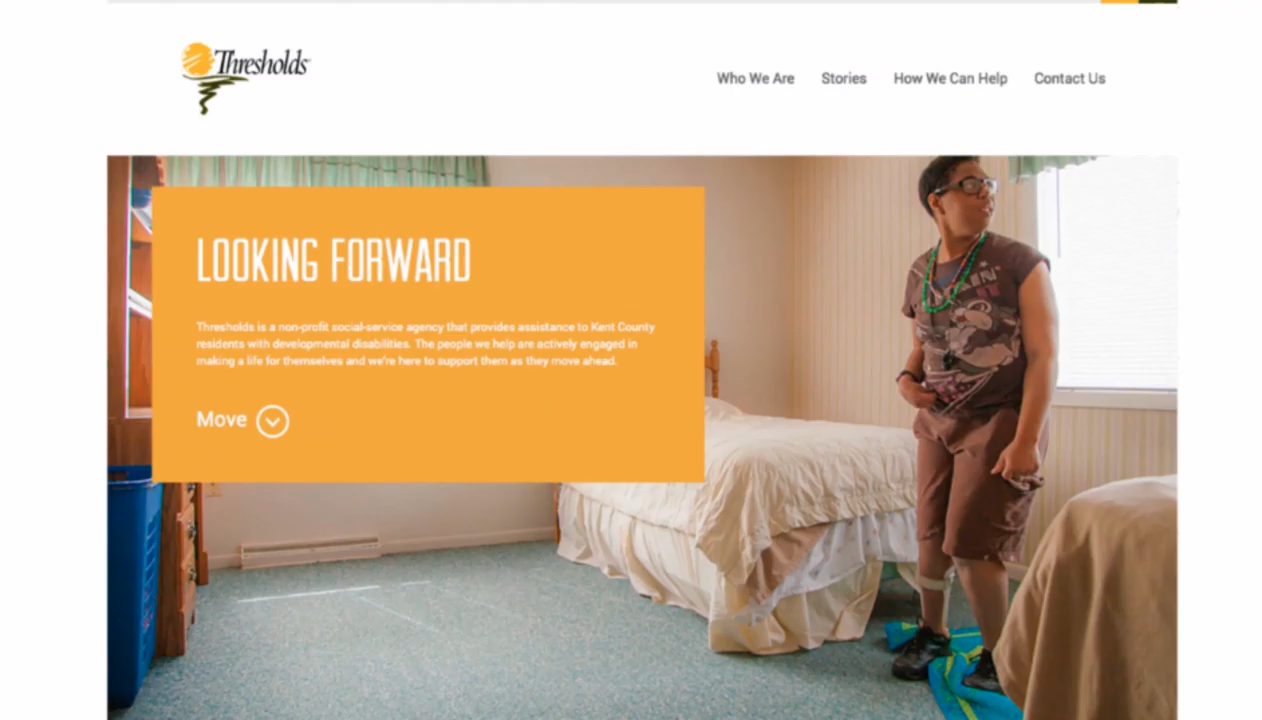 Thresholds
Who We Are Stories How We Can Help Contact Us
LOOKING FORWARD
Thresholds is a non-profit social-service agency that provides assistance to Kent County
residents with developmental disabilities. The people we help are actively engaged in
making a life for themselves and we're here to support them as they move ahead.
Move